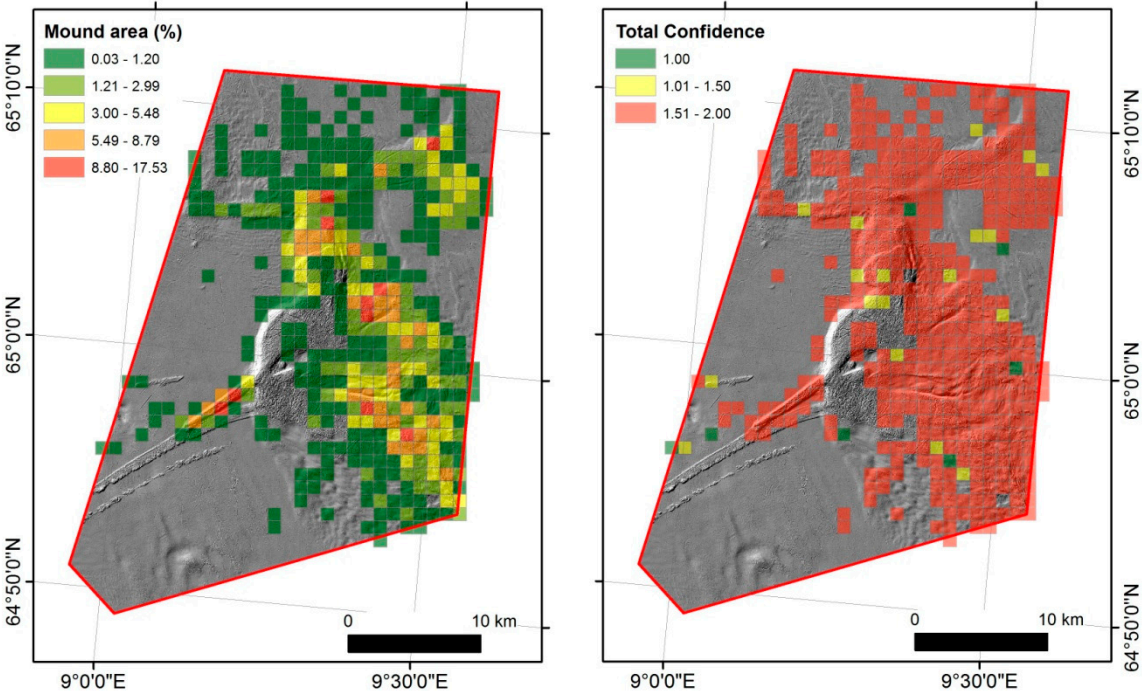 Mound area (%)
0.03 - 1.20
1.21 - 2.99
3.00 - 5.48
5.49 - 8.79
8.80 - 17.53
65°10'0"N
65°0'0"N
64°50'0"N
0 10 km
9°0'0"E
9°30'0"E
Total Confidence
1.00
1.01 - 1.50
1.51 - 2.00
65°10'0"N
65°0'0"N
64°50'0"N
0 10 km
9°0'0"E
9°30'0"E